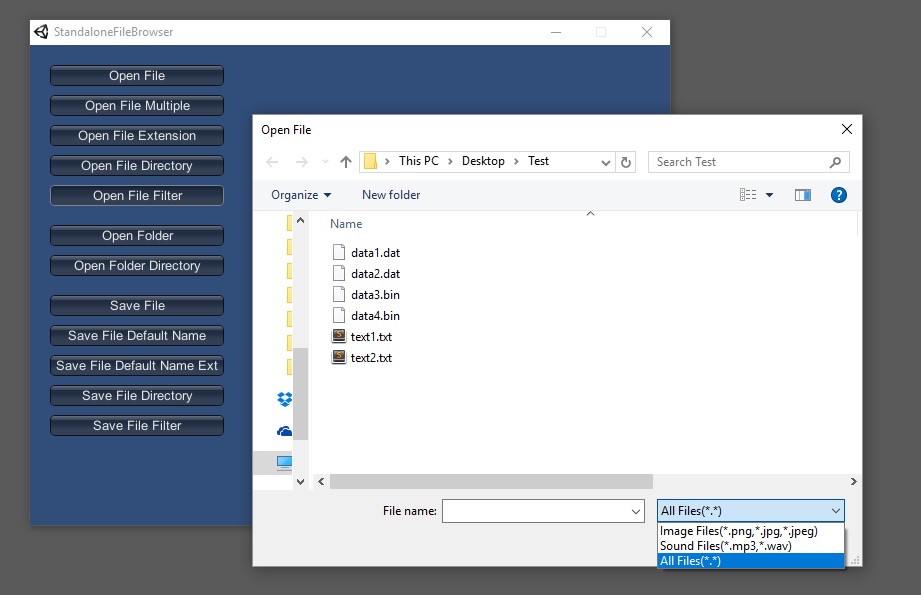 StandaloneFileBrowser
Open File
Open File Multiple
Open File Extension
Open File Directory
Open File Filter
Open Folder
Open Folder Directory
Save File
Save File Default Name
Save File Default Name Ext
Save File Directory
Save File Filter
Open File
This PC > Desktop > Test
Search Test
Organize
New folder
Name
data1.dat
data2.dat
data3.bin
data4.bin
text1.txt
text2.txt
File name:
All Files(*.*)
Image Files(*.png,*.jpg,*.jpeg)
Sound Files(*.mp3,*.wav)
All Files(*.*)